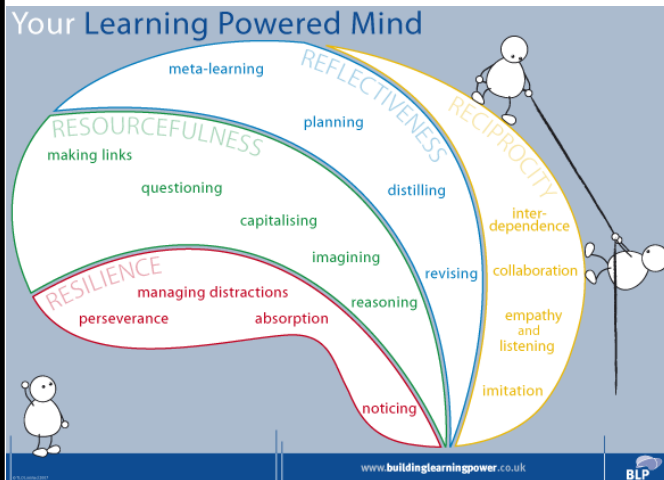 Your Learning Powered Mind
REFLECTIVENESS
meta-learning
planning
distilling
revising
RESOURCEFULNESS
making links
questioning
capitalising
imagining
reasoning
RESILIENCE
managing distractions
perseverance
absorption
noticing
RECIPROCITY
inter-
dependence
collaboration
empathy
and
listening
imitation
www.buildinglearningpower.co.uk
BLP